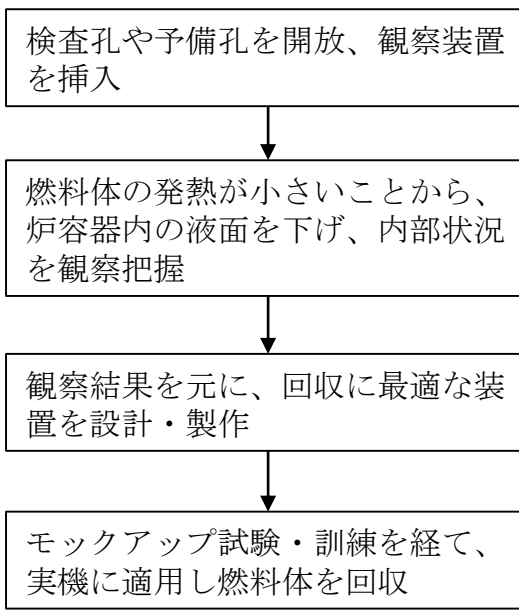 検査孔や予備孔を開放、観察装置
を挿入
燃料体の発熱が小さいことから、
炉容器内の液面を下げ、内部状況
を観察把握
観察結果を元に、回収に最適な装
置を設計・製作
モックアップ試験・訓練を経て、
実機に適用し燃料体を回収